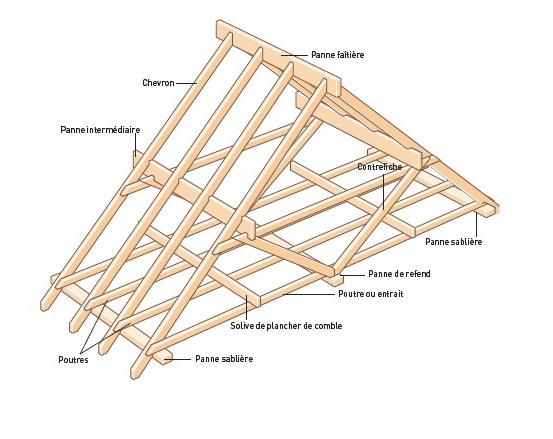 Panne faîtière
Chevron
Panne intermédiaire
Contrefiche
Panne sablière
Panne de refend
Poutre ou entrait
Solive de plancher de comble
Poutres
Panne sablière